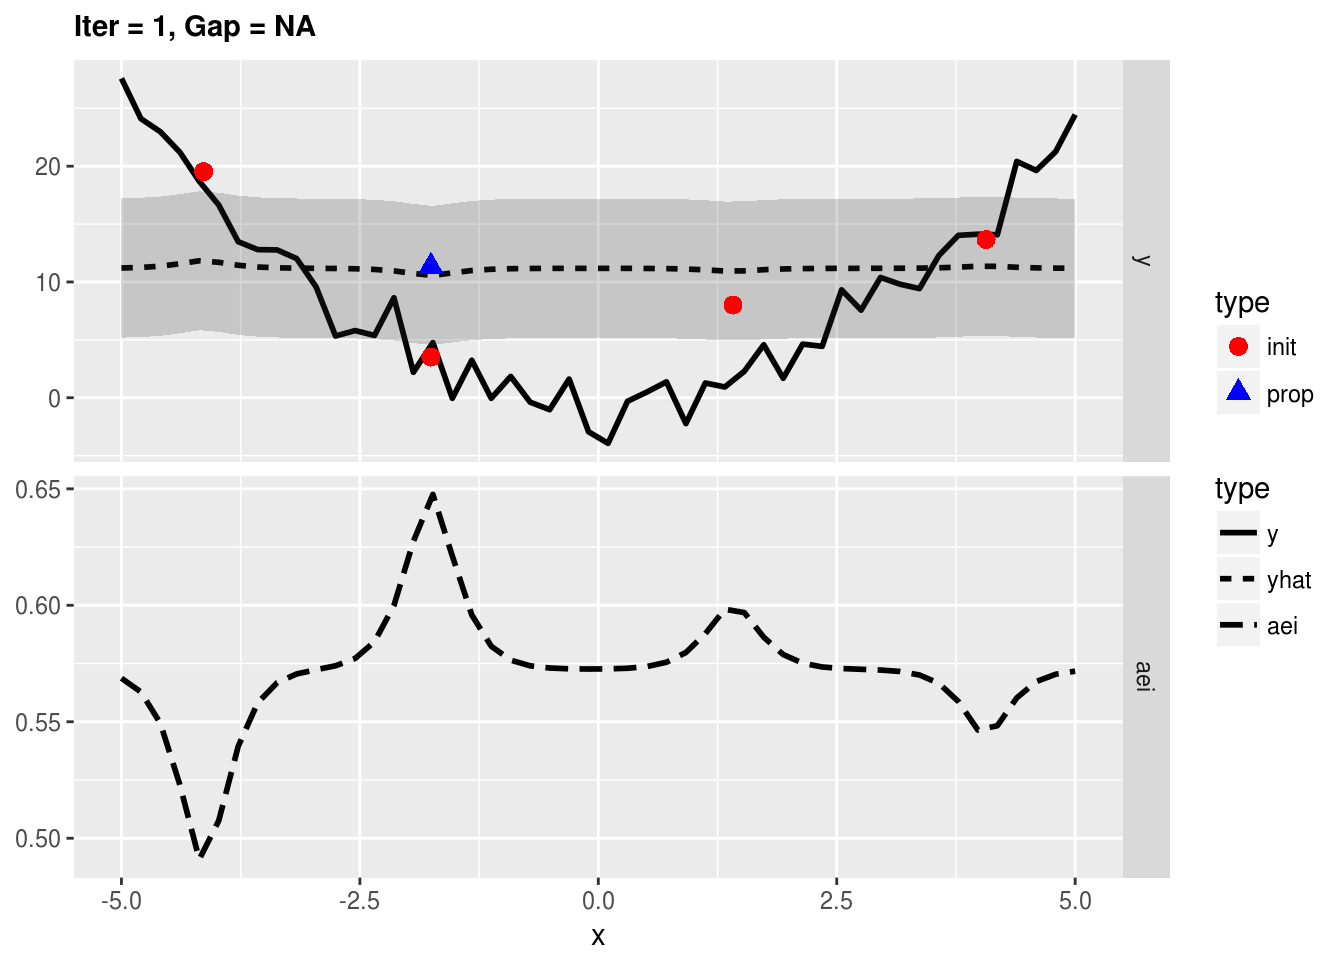 Iter = 1, Gap = NA
20
10
0
y
0.65
0.60
0.55
0.50
aei
-5.0 -2.5 0.0 2.5 5.0
x
type
init
prop
type
y
yhat
aei